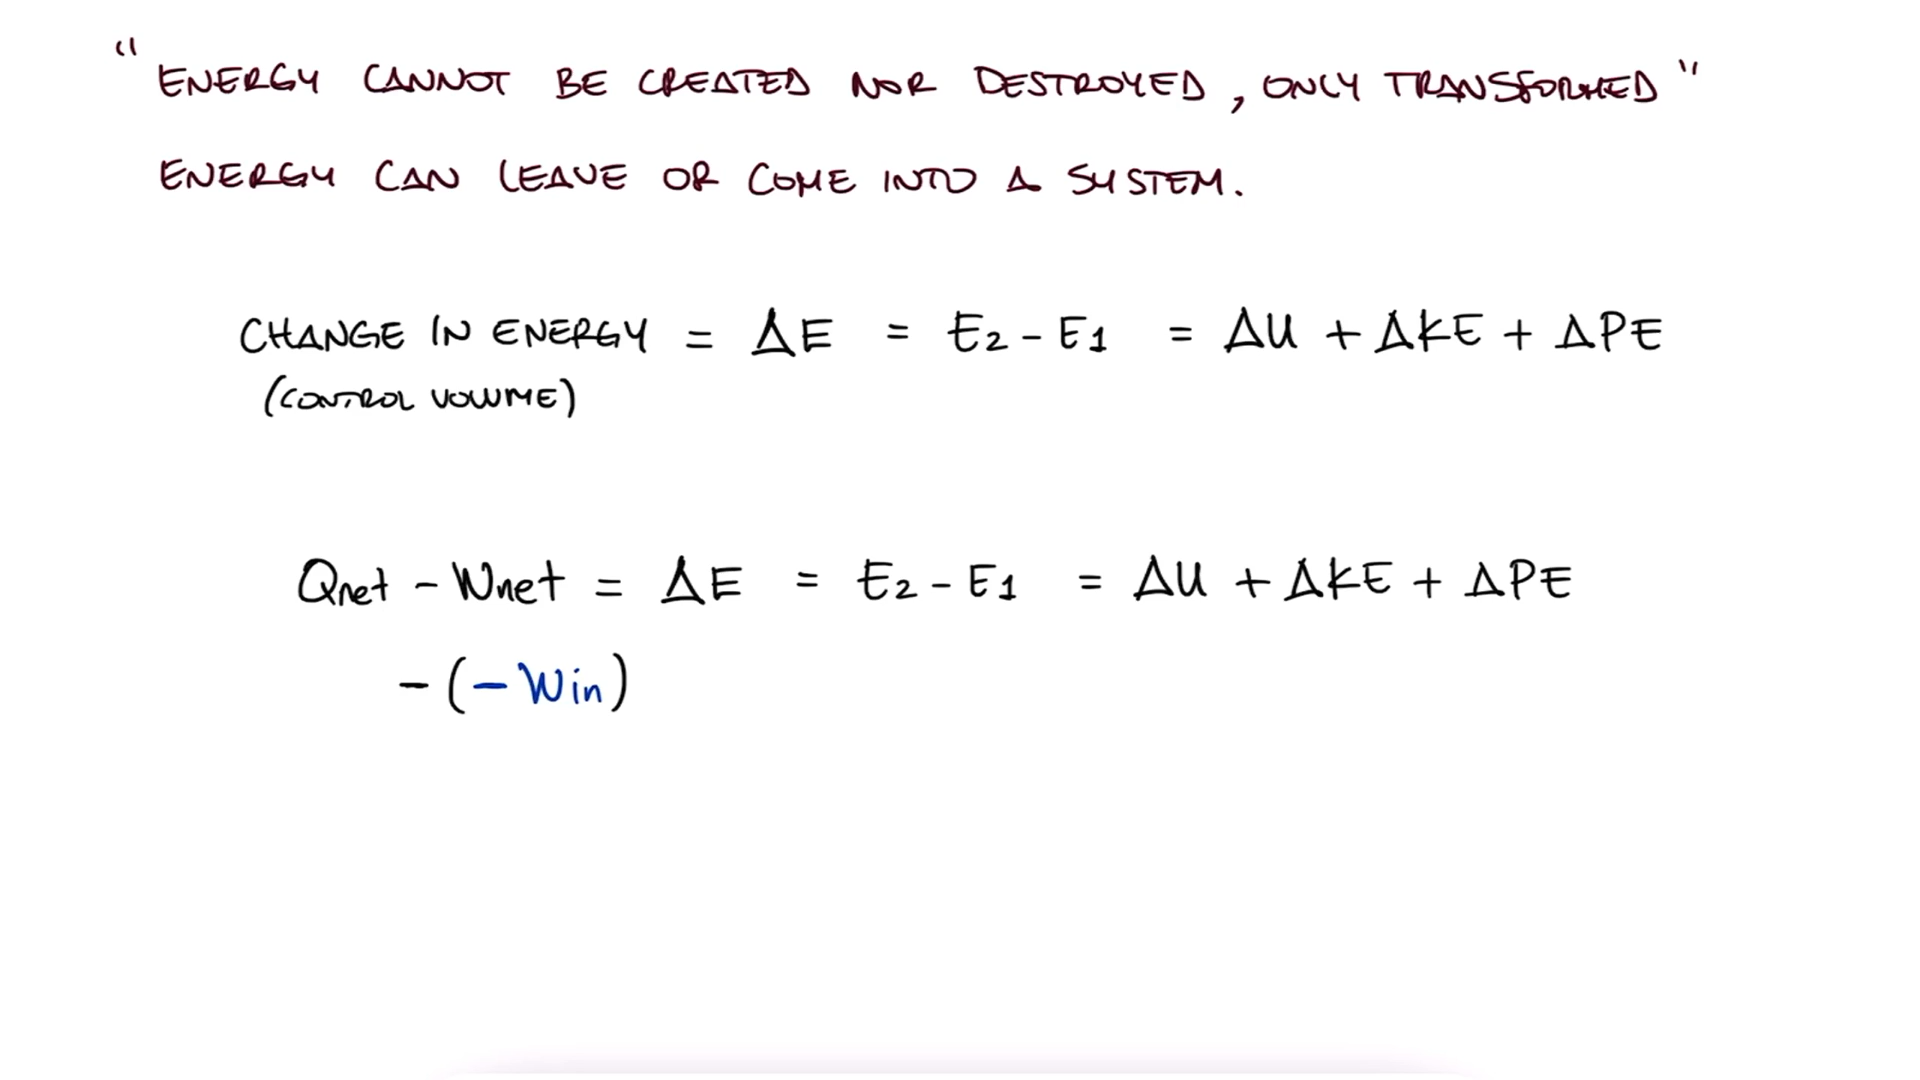 "ENERGY CANNOT BE CREATED NOR DESTROYED, ONLY TRANSFORMED"
ENERGY CAN LEAVE OR COME INTO A SYSTEM.
CHANGE IN ENERGY = ΔE = E2 - E1 = ΔU + ΔKE + ΔPE
(CONTROL VOLUME)
Qnet - Wnet = ΔE = E2 - E1 = ΔU + ΔKE + ΔPE
- (- Win)